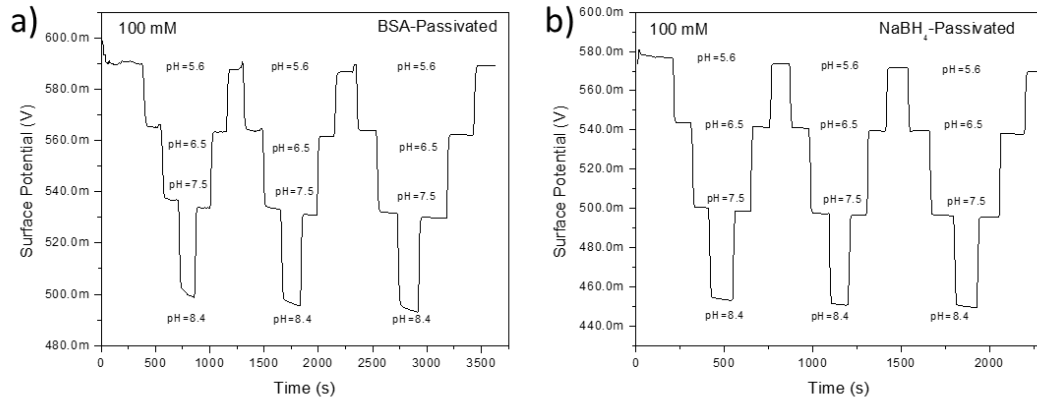 a)
100 mM
BSA-Passivated
600.0m
580.0m
560.0m
540.0m
520.0m
500.0m
480.0m
Surface Potential (V)
pH=5.6 pH=5.6 pH=5.6
pH=6.5 pH=6.5 pH=6.5
pH=7.5 pH=7.5 pH=7.5
pH=8.4 pH=8.4 pH=8.4
0 500 1000 1500 2000 2500 3000 3500
Time (s)
b)
100 mM
NaBH4-Passivated
600.0m
580.0m
560.0m
540.0m
520.0m
500.0m
480.0m
460.0m
440.0m
Surface Potential (V)
pH=5.6 pH=5.6 pH=5.6
pH=6.5 pH=6.5 pH=6.5
pH=7.5 pH=7.5 pH=7.5
pH=8.4 pH=8.4 pH=8.4
0 500 1000 1500 2000
Time (s)